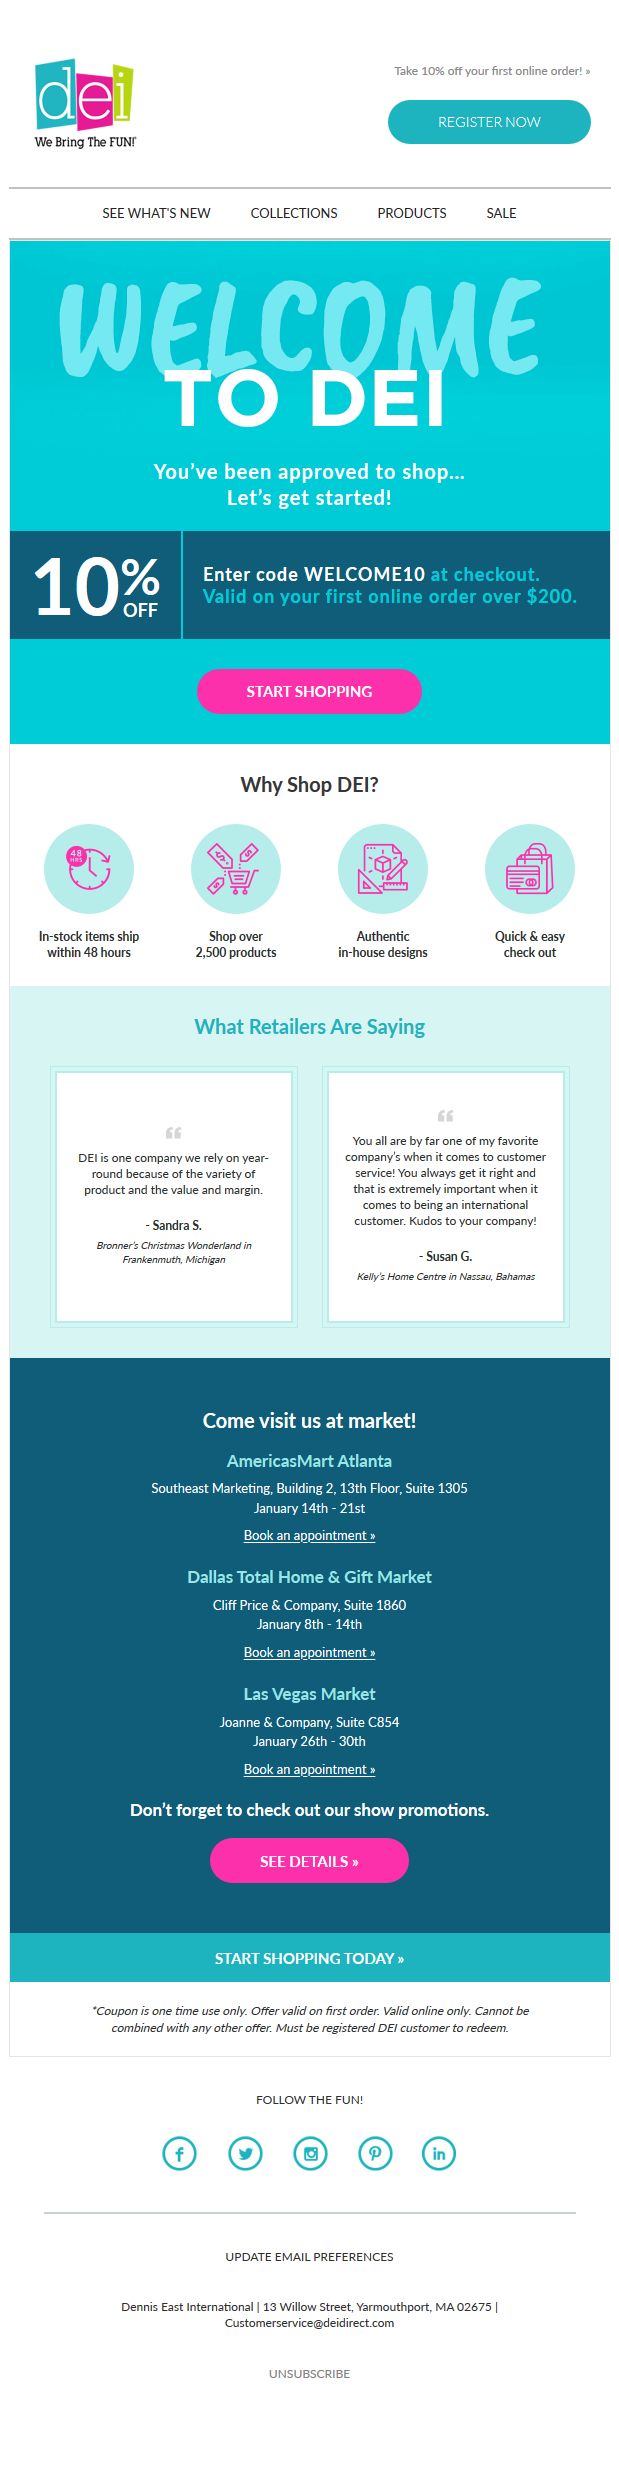 dei
We Bring The FUN!
Take 10% off your first online order! »
REGISTER NOW
SEE WHAT'S NEW COLLECTIONS PRODUCTS SALE
WELCOME
TO DEI
You've been approved to shop...
Let's get started!
10% OFF
Enter code WELCOME10 at checkout.
Valid on your first online order over $200.
START SHOPPING
Why Shop DEI?
48 HRS
In-stock items ship
within 48 hours
Shop over
2,500 products
Authentic
in-house designs
Quick & easy
check out
What Retailers Are Saying
“
DEI is one company we rely on year-
round because of the variety of
product and the value and margin.
- Sandra S.
Bronner's Christmas Wonderland in
Frankenmuth, Michigan
“
You all are by far one of my favorite
company's when it comes to customer
service! You always get it right and
that is extremely important when it
comes to being an international
customer. Kudos to your company!
- Susan G.
Kelly's Home Centre in Nassau, Bahamas
Come visit us at market!
AmericasMart Atlanta
Southeast Marketing, Building 2, 13th Floor, Suite 1305
January 14th - 21st
Book an appointment »
Dallas Total Home & Gift Market
Cliff Price & Company, Suite 1860
January 8th - 14th
Book an appointment »
Las Vegas Market
Joanne & Company, Suite C854
January 26th - 30th
Book an appointment »
Don't forget to check out our show promotions.
SEE DETAILS »
START SHOPPING TODAY »
*Coupon is one time use only. Offer valid on first order. Valid online only. Cannot be
combined with any other offer. Must be registered DEI customer to redeem.
FOLLOW THE FUN!
UPDATE EMAIL PREFERENCES
Dennis East International | 13 Willow Street, Yarmouthport, MA 02675 |
Customerservice@deidirect.com
UNSUBSCRIBE